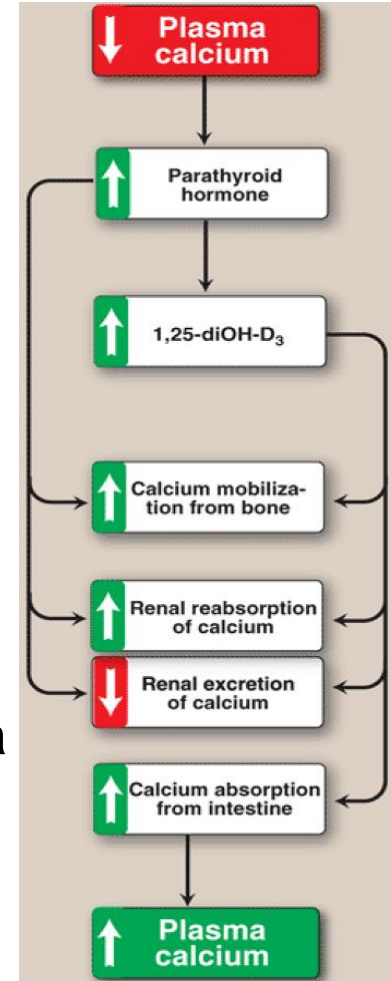 Plasma
calcium
Parathyroid
hormone
1,25-diOH-D₃
Calcium mobiliza-
tion from bone
Renal reabsorption
of calcium
Renal excretion
of calcium
Calcium absorption
from intestine
Plasma
calcium